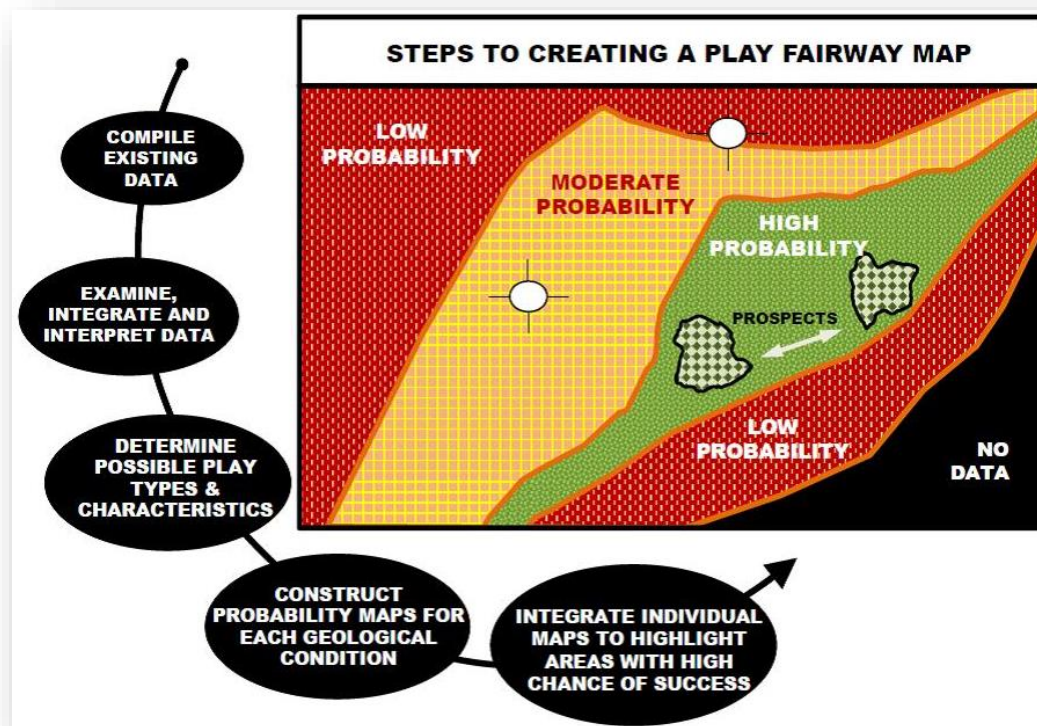 STEPS TO CREATING A PLAY FAIRWAY MAP
COMPILE
EXISTING
DATA
EXAMINE,
INTEGRATE AND
INTERPRET DATA
DETERMINE
POSSIBLE PLAY
TYPES &
CHARACTERISTICS
CONSTRUCT
PROBABILITY MAPS FOR
EACH GEOLOGICAL
CONDITION
INTEGRATE INDIVIDUAL
MAPS TO HIGHLIGHT
AREAS WITH HIGH
CHANCE OF SUCCESS
LOW
PROBABILITY
MODERATE
PROBABILITY
HIGH
PROBABILITY
PROSPECTS
LOW
PROBABILITY
NO
DATA